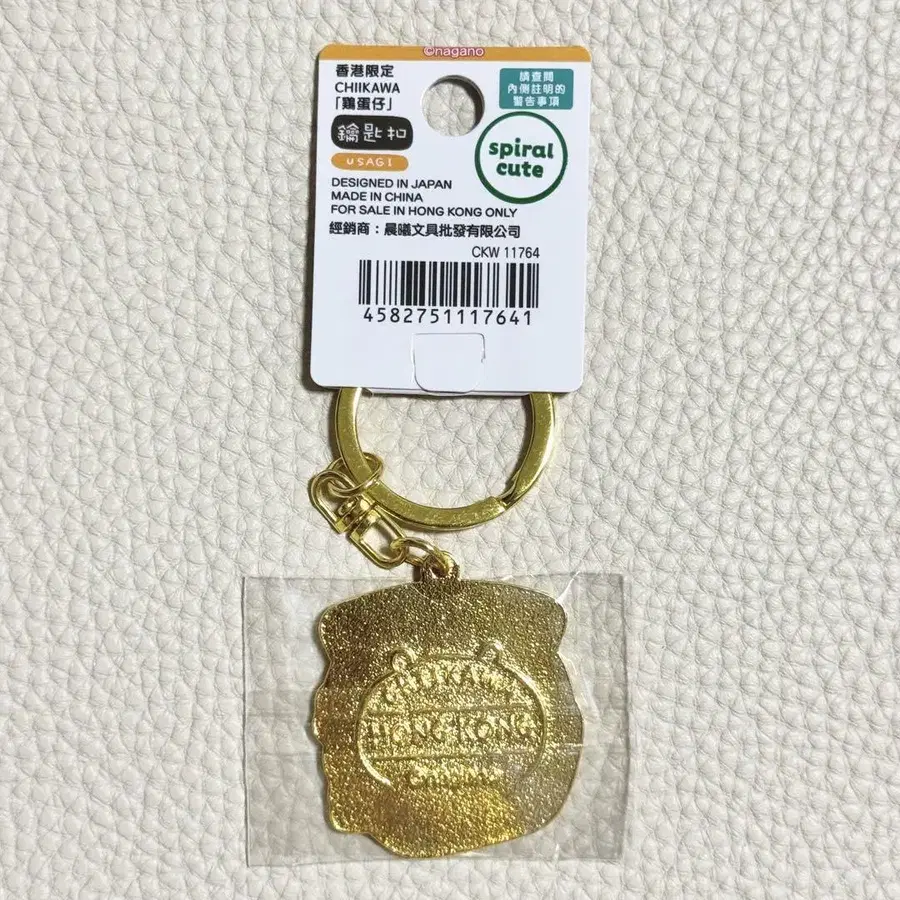 ©nagano
香港限定
CHIIKAWA
「鷄蛋仔」
鑰匙扣
USAGI
請查閱
內側註明的
警告事項
spiral
cute
DESIGNED IN JAPAN
MADE IN CHINA
FOR SALE IN HONG KONG ONLY
經銷商：晨曦文具批發有限公司
CKW 11764
4582751117641
CHIIKAWA
HONG KONG